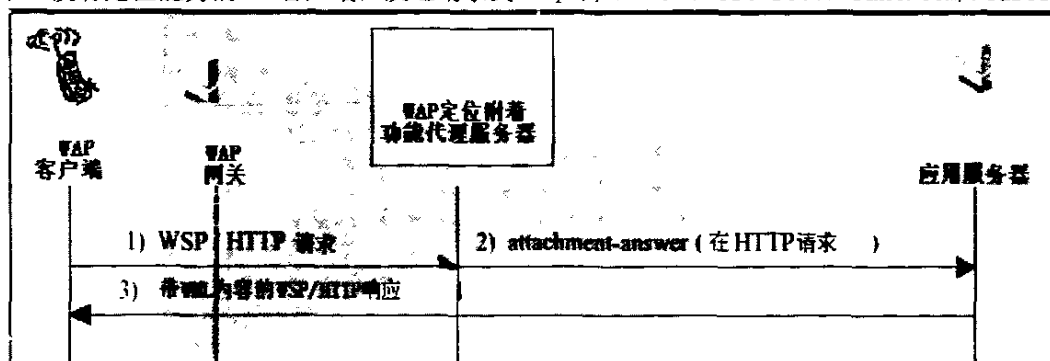 WAP定位附着
功能代理服务器
WAP
客户端
WAP
网关
应用服务器
1) WSP HTTP 请求
2) attachment-answer ( 在HTTP请求 )
3) 带WML内容的WSP/HTTP响应